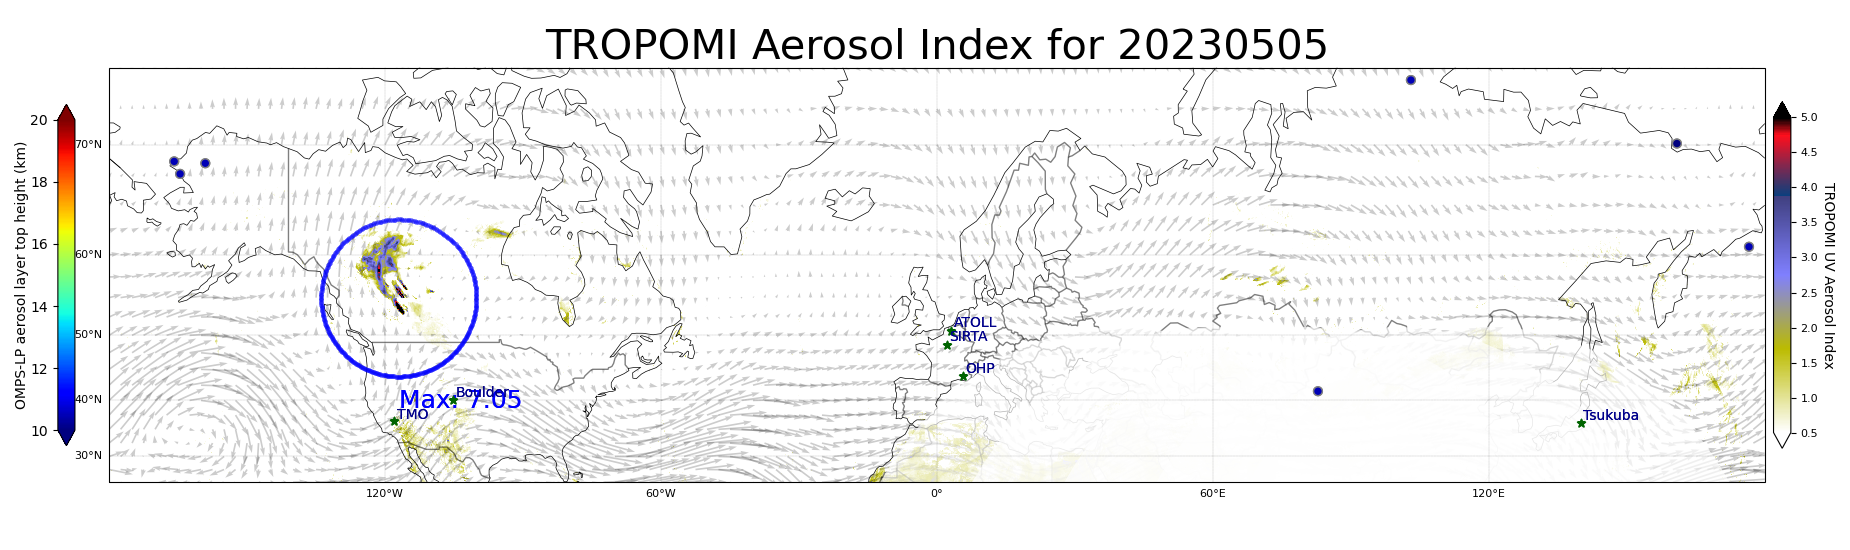 TROPOMI Aerosol Index for 20230505
OMPS-LP aerosol layer top height (km)
20
18
16
14
12
10
70°N
60°N
50°N
40°N
30°N
120°W
60°W
0°
60°E
120°E
ATOLL
SIRTA
OHP
Boulder
Max: 7.05
TMO
Tsukuba
5.0
4.5
4.0
3.5
3.0
2.5
2.0
1.5
1.0
0.5
TROPOMI UV Aerosol Index